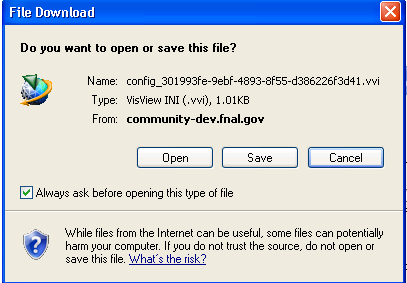 File Download
Do you want to open or save this file?
Name: config_301993fe-9ebf-4893-8f55-d386226f3d41.vvi
Type: VisView INI (.vvi), 1.01KB
From: community-dev.fnal.gov
Open Save Cancel
Always ask before opening this type of file
While files from the Internet can be useful, some files can potentially
harm your computer. If you do not trust the source, do not open or
save this file. What's the risk?